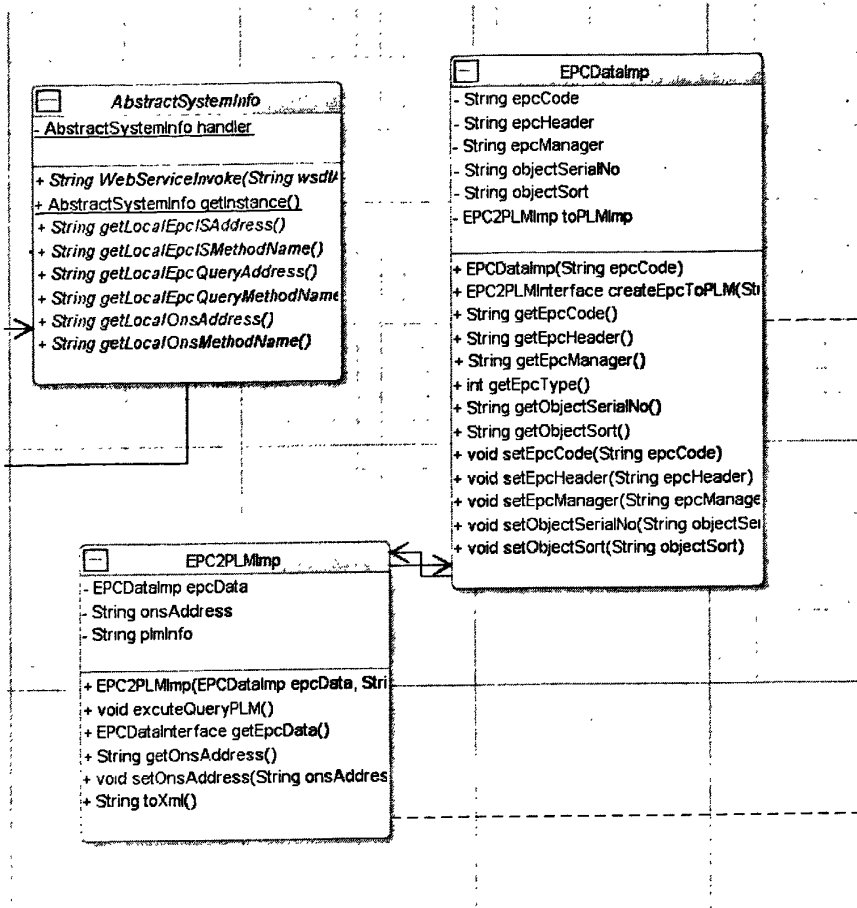 AbstractSystemInfo
- AbstractSystemInfo handler
+ String WebServiceInvoke(String wsdlA
+ AbstractSystemInfo getInstance()
+ String getLocalEpcISAddress()
+ String getLocalEpcISMethodName()
+ String getLocalEpcQueryAddress()
+ String getLocalEpcQueryMethodName
+ String getLocalOnsAddress()
+ String getLocalOnsMethodName()
EPCDataImp
- String epcCode
- String epcHeader
- String epcManager
- String objectSerialNo
- String objectSort
- EPC2PLMImp toPLMImp
+ EPCDataImp(String epcCode)
+ EPC2PLMInterface createEpcToPLM(Stri
+ String getEpcCode()
+ String getEpcHeader()
+ String getEpcManager()
+ int getEpcType()
+ String getObjectSerialNo()
+ String getObjectSort()
+ void setEpcCode(String epcCode)
+ void setEpcHeader(String epcHeader)
+ void setEpcManager(String epcManage
+ void setObjectSerialNo(String objectSer
+ void setObjectSort(String objectSort)
EPC2PLMImp
- EPCDataImp epcData
- String onsAddress
- String plmInfo
+ EPC2PLMImp(EPCDataImp epcData, Stri
+ void excuteQueryPLM()
+ EPCDataInterface getEpcData()
+ String getOnsAddress()
+ void setOnsAddress(String onsAddres
+ String toXml()